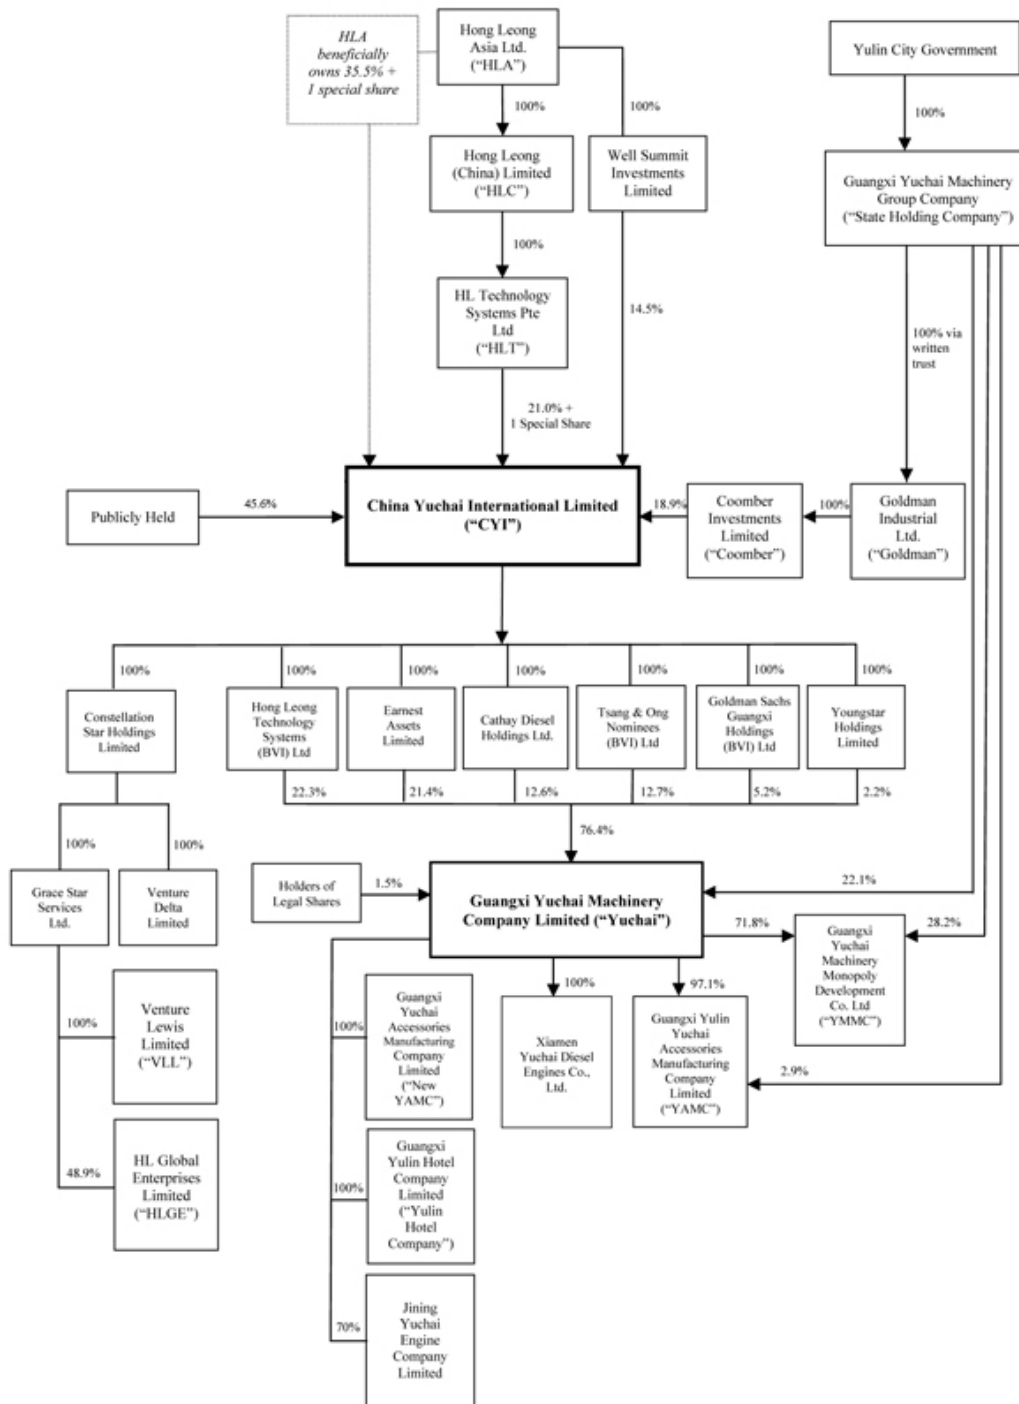 HLA
beneficially
owns 35.5% +
1 special share
Hong Leong
Asia Ltd.
("HLA")
Yulin City Government
100%
100%
100%
Hong Leong
(China) Limited
("HLC")
Well Summit
Investments
Limited
Guangxi Yuchai Machinery
Group Company
("State Holding Company")
100%
HL Technology
Systems Pte
Ltd
("HLT")
14.5%
100% via
written
trust
21.0% +
1 Special Share
Publicly Held
45.6%
China Yuchai International Limited
("CYI")
18.9%
Coomber
Investments
Limited
("Coomber")
100%
Goldman
Industrial
Ltd.
("Goldman")
100%
100%
100%
100%
100%
100%
100%
Constellation
Star Holdings
Limited
Hong Leong
Technology
Systems
(BVI) Ltd
Earnest
Assets
Limited
Cathay Diesel
Holdings Ltd.
Tsang & Ong
Nominees
(BVI) Ltd
Goldman Sachs
Guangxi
Holdings
(BVI) Ltd
Youngstar
Holdings
Limited
22.3%
21.4%
12.6%
12.7%
5.2%
2.2%
76.4%
100%
100%
Grace Star
Services
Ltd.
Venture
Delta
Limited
Holders of
Legal Shares
1.5%
Guangxi Yuchai Machinery
Company Limited ("Yuchai")
22.1%
71.8%
28.2%
Guangxi
Yuchai
Machinery
Monopoly
Development
Co. Ltd
("YMMC")
100%
Venture
Lewis
Limited
("VLL")
100%
Guangxi
Yuchai
Accessories
Manufacturing
Company
Limited
("New
YAMC")
100%
Xiamen
Yuchai Diesel
Engines Co.,
Ltd.
97.1%
Guangxi Yulin
Yuchai
Accessories
Manufacturing
Company
Limited
("YAMC")
2.9%
48.9%
HL Global
Enterprises
Limited
("HLGE")
100%
Guangxi
Yulin Hotel
Company
Limited
("Yulin
Hotel
Company")
70%
Jining
Yuchai
Engine
Company
Limited